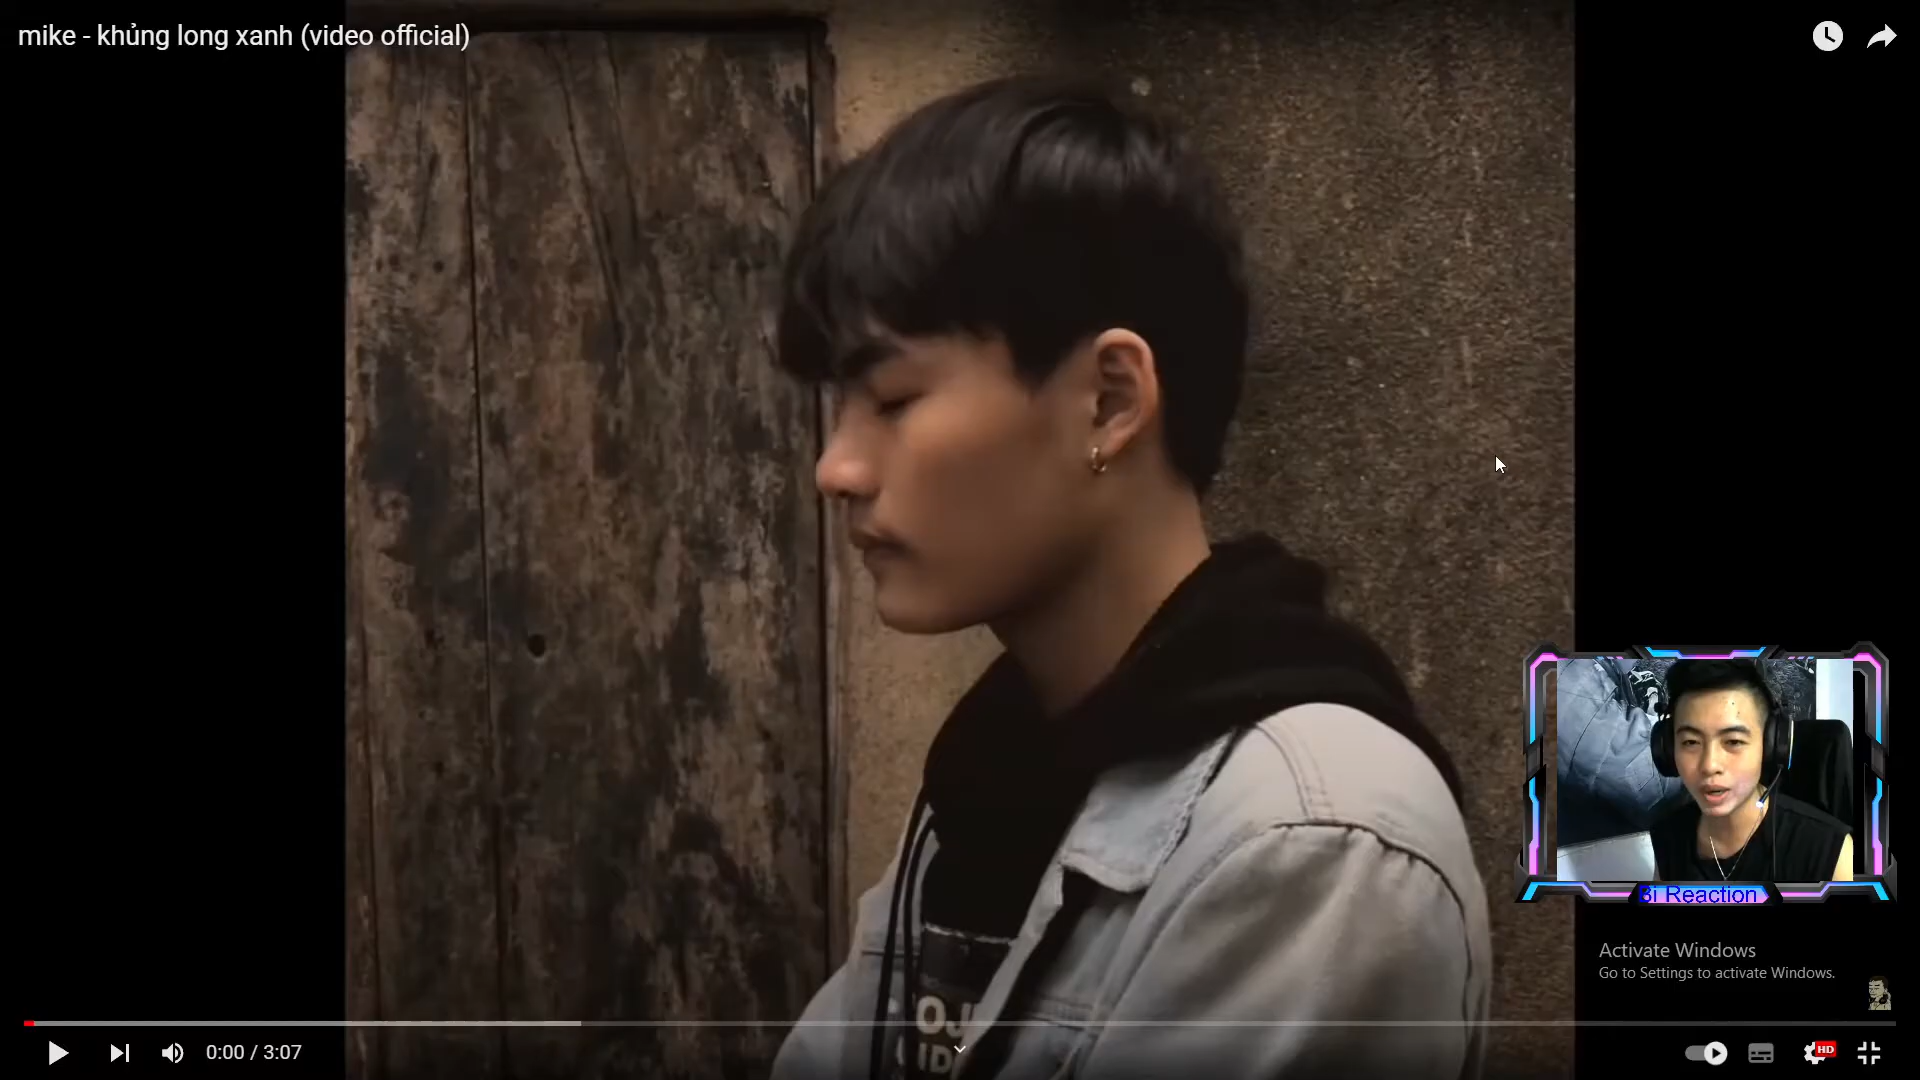 mike - khủng long xanh (video official)
Bi Reaction
Activate Windows
Go to Settings to activate Windows.
0:00 / 3:07
HD